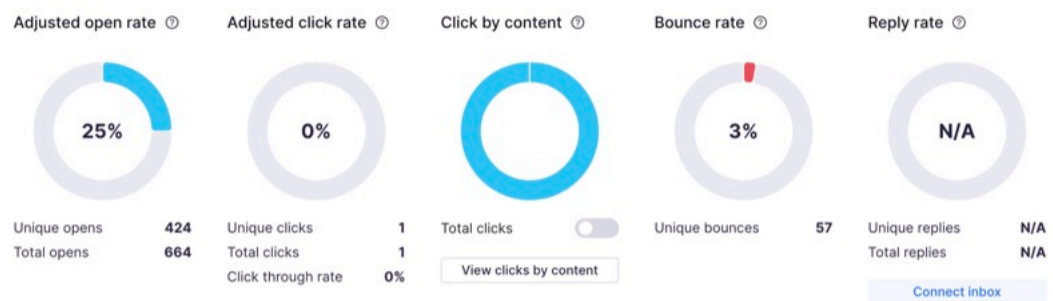 Adjusted open rate
Adjusted click rate
Click by content
Bounce rate
Reply rate
25%
0%
3%
N/A
Unique opens 424
Total opens 664
Unique clicks 1
Total clicks 1
Click through rate 0%
Total clicks
View clicks by content
Unique bounces 57
Unique replies N/A
Total replies N/A
Connect inbox